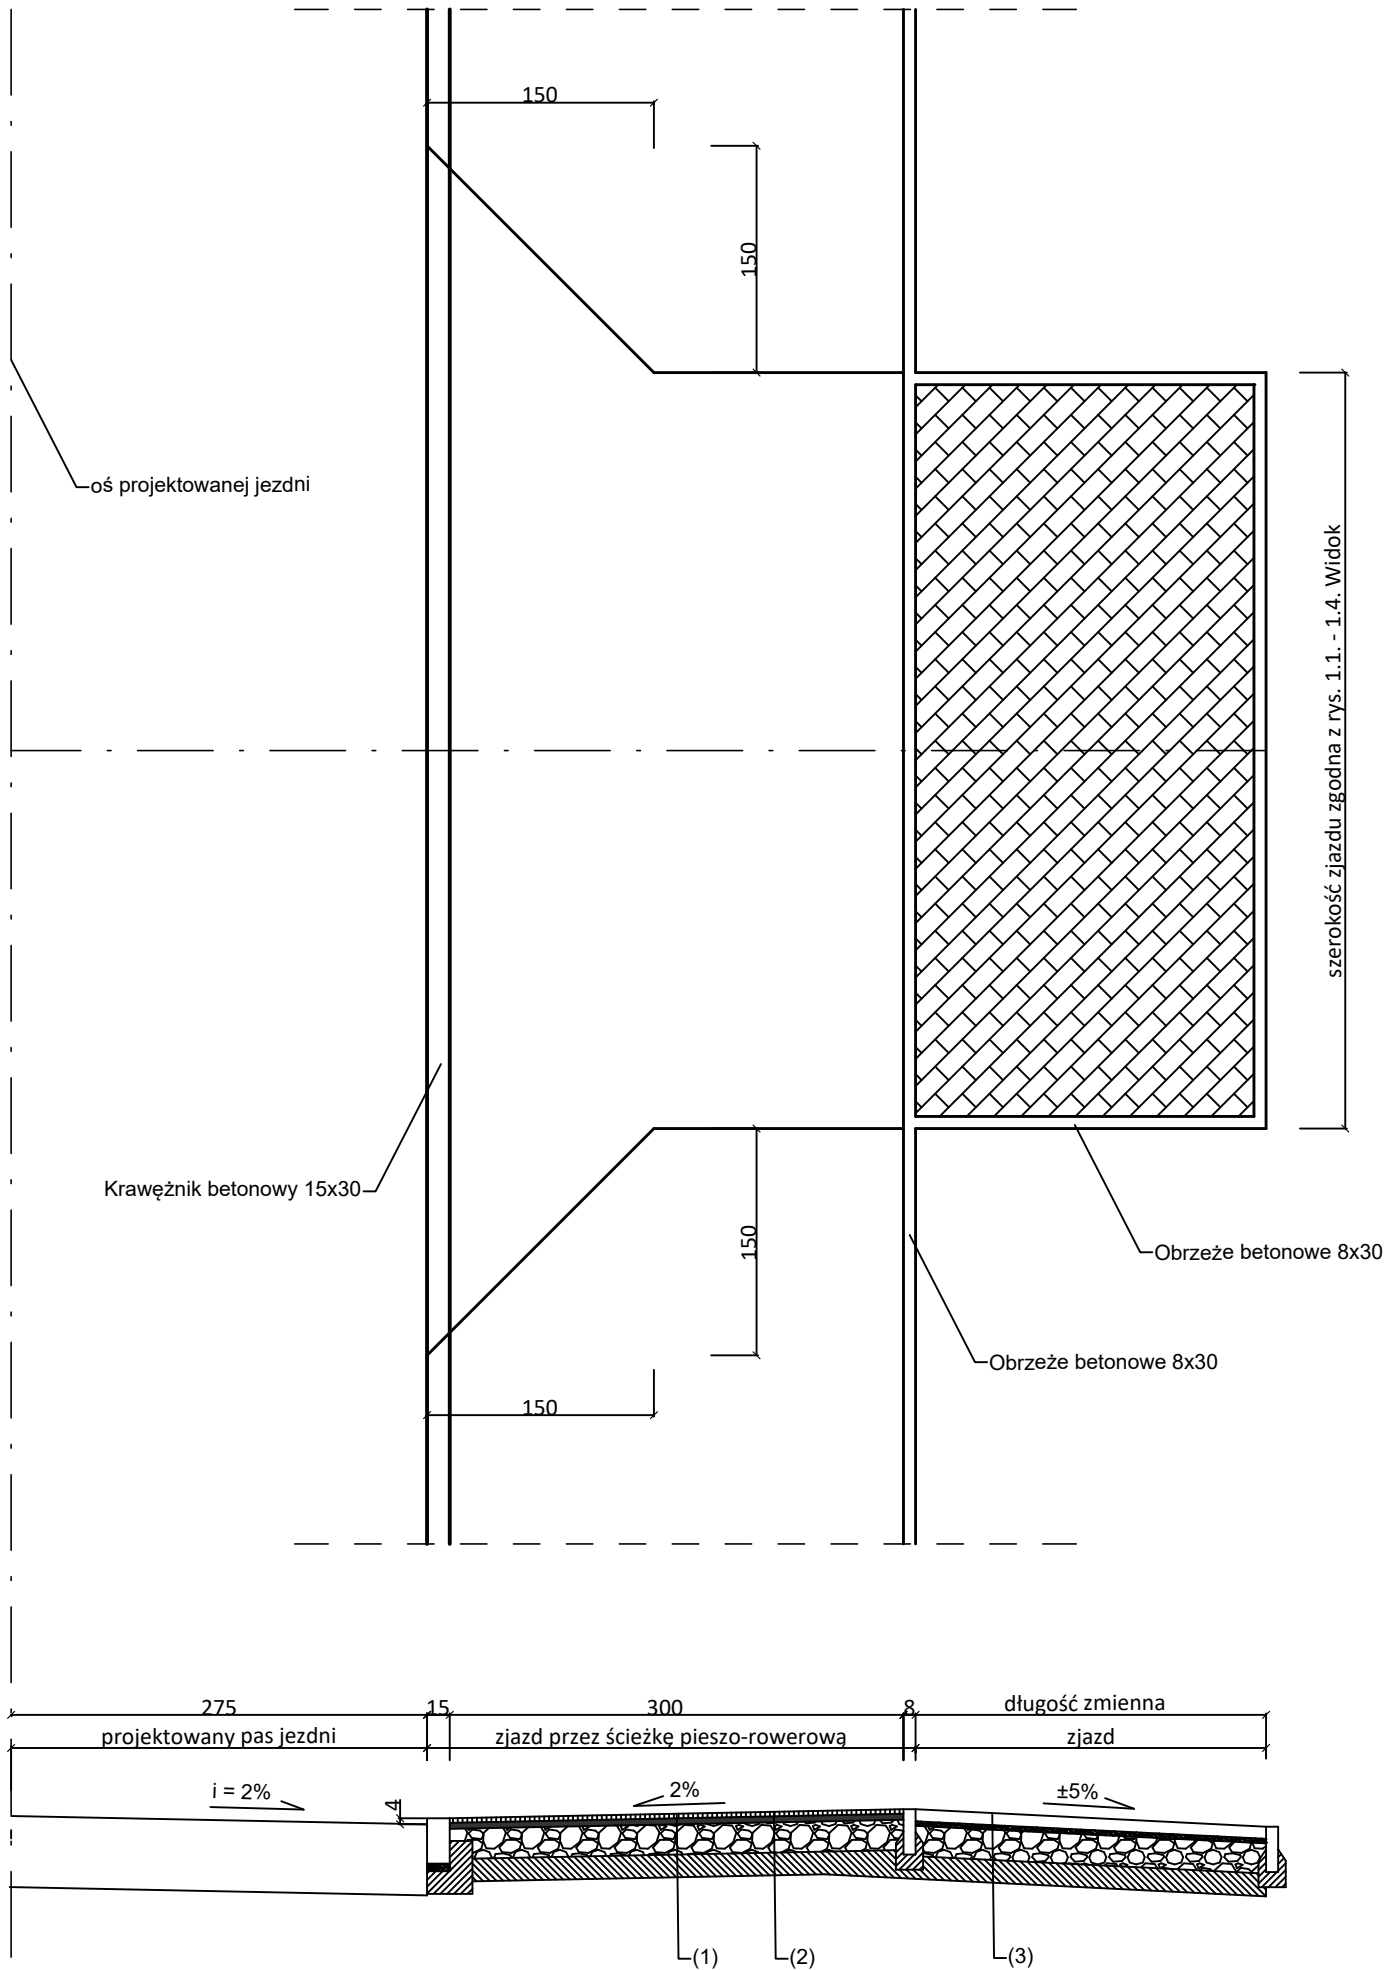 150
150
oś projektowanej jezdni
szerokość zjazdu zgodna z rys. 1.1. - 1.4. Widok
Krawężnik betonowy 15x30
150
Obrzeże betonowe 8x30
Obrzeże betonowe 8x30
150
275 15 300 8 długość zmienna
projektowany pas jezdni zjazd przez ścieżkę pieszo-rowerową zjazd
i = 2% 4 2% ±5%
(1) (2) (3)